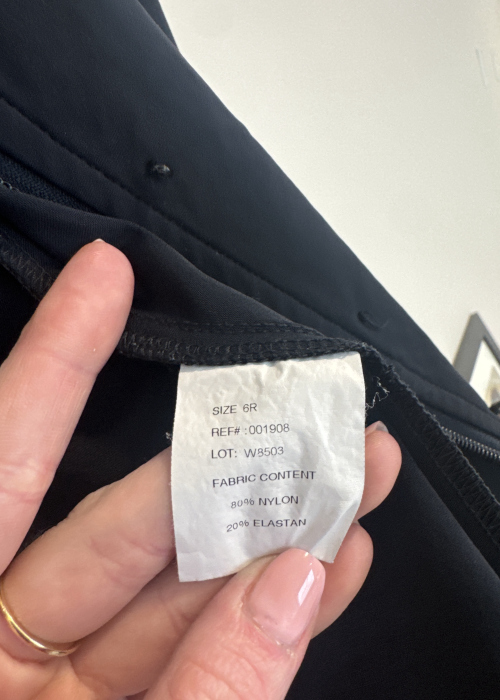 SIZE 6R
REF# :001908
LOT: W8503
FABRIC CONTENT
80% NYLON
20% ELASTAN